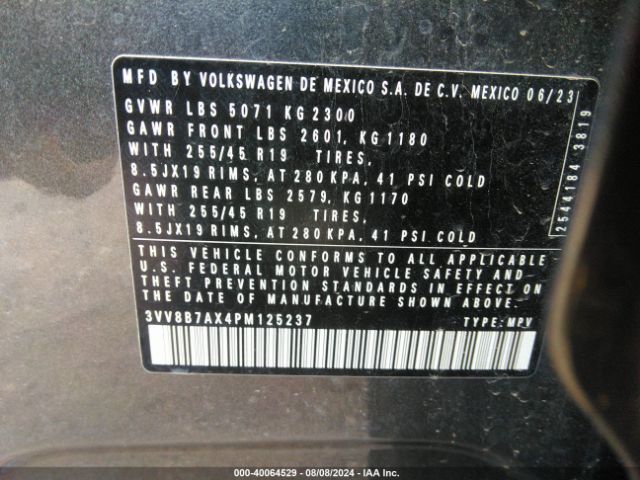 MFD BY VOLKSWAGEN DE MEXICO S.A. DE C.V. MEXICO 06/23
GVWR LBS 5071 KG 2300
GAWR FRONT LBS 2601, KG 1180
WITH 255/45 R19 TIRES,
8.5JX19 RIMS, AT 280 KPA, 41 PSI COLD
GAWR REAR LBS 2579, KG 1170
WITH 255/45 R19 TIRES,
8.5JX19 RIMS, AT 280 KPA, 41 PSI COLD
THIS VEHICLE CONFORMS TO ALL APPLICABLE
U.S. FEDERAL MOTOR VEHICLE SAFETY AND
THEFT PREVENTION STANDARDS IN EFFECT ON
THE DATE OF MANUFACTURE SHOWN ABOVE.
3VV8B7AX4PM125237 TYPE: MPV
2544184 3819
000-40064529 - 08/08/2024 - IAA Inc.